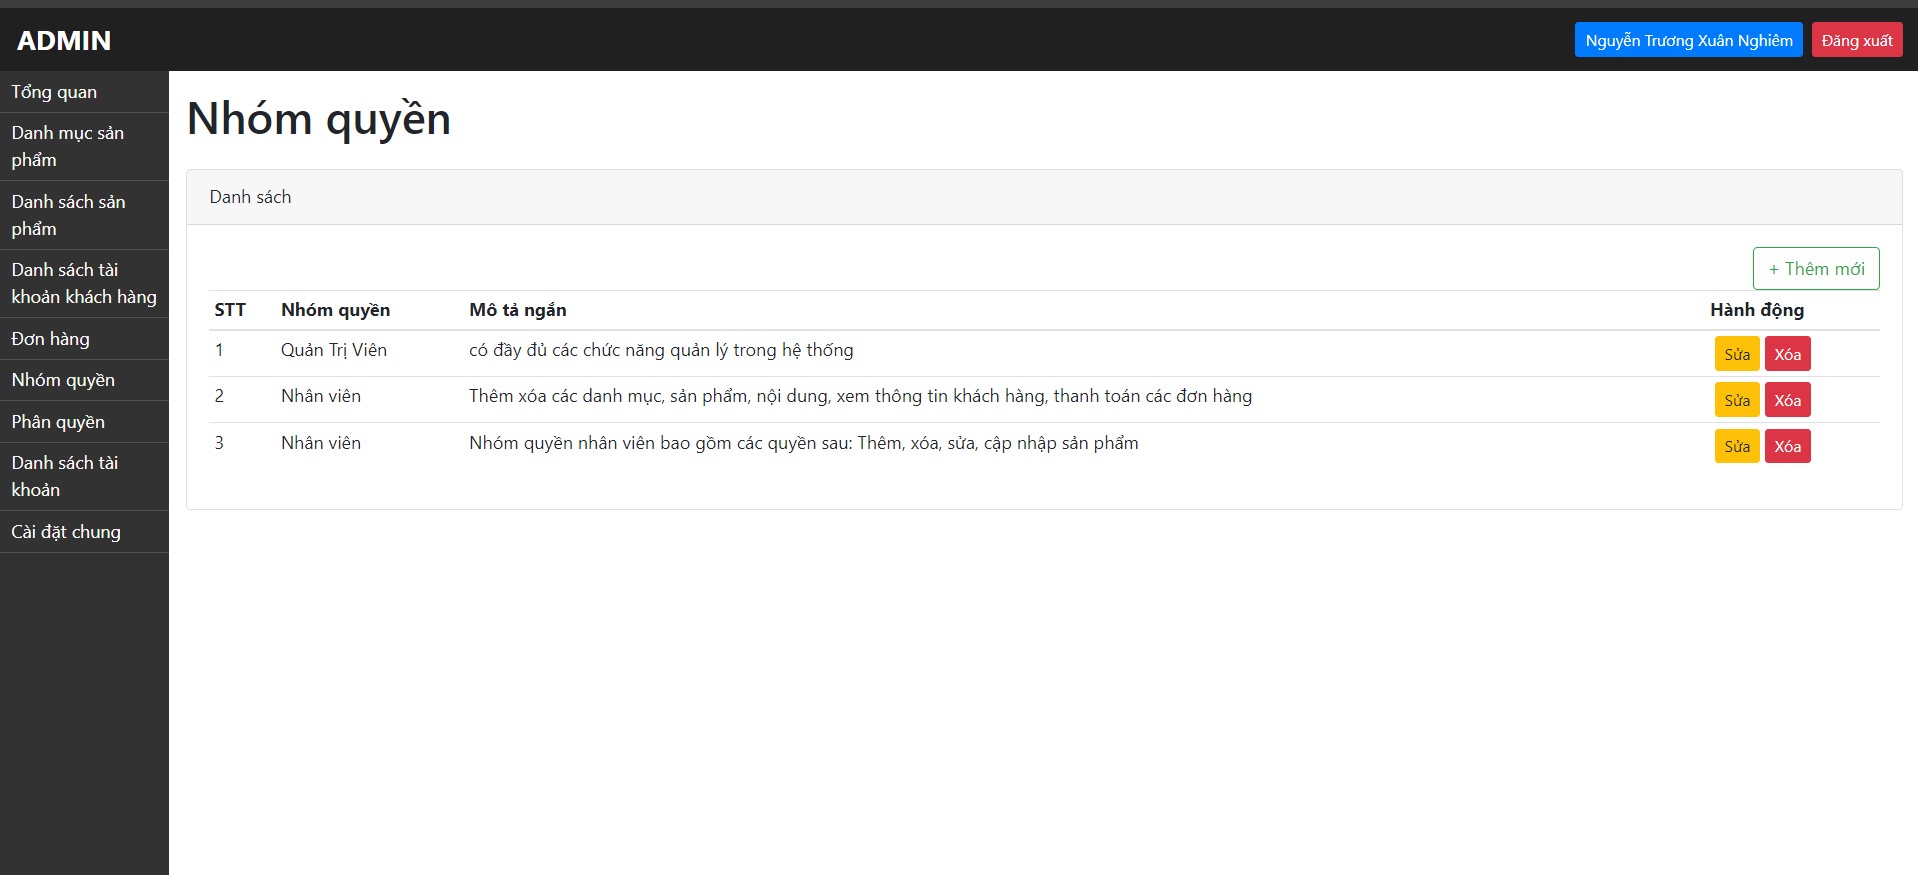 ADMIN
Nguyễn Trương Xuân Nghiêm
Đăng xuất
Tổng quan
Danh mục sản
phẩm
Danh sách sản
phẩm
Danh sách tài
khoản khách hàng
Đơn hàng
Nhóm quyền
Phân quyền
Danh sách tài
khoản
Cài đặt chung
Nhóm quyền
Danh sách
+ Thêm mới
STT Nhóm quyền Mô tả ngắn Hành động
1 Quản Trị Viên có đầy đủ các chức năng quản lý trong hệ thống Sửa Xóa
2 Nhân viên Thêm xóa các danh mục, sản phẩm, nội dung, xem thông tin khách hàng, thanh toán các đơn hàng Sửa Xóa
3 Nhân viên Nhóm quyền nhân viên bao gồm các quyền sau: Thêm, xóa, sửa, cập nhập sản phẩm Sửa Xóa